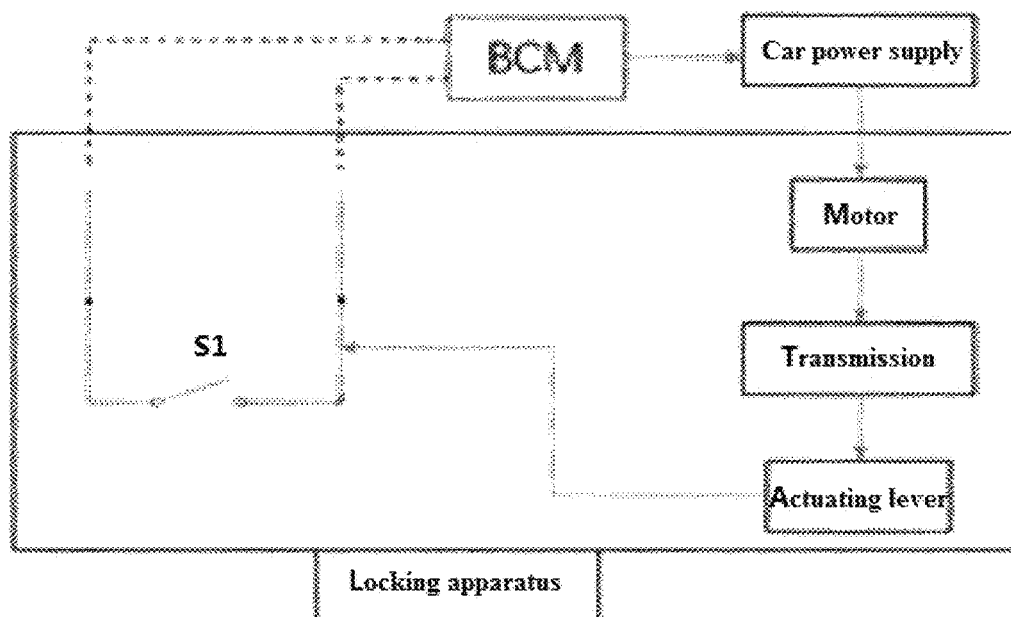 BCM
Car power supply
Motor
S1
Transmission
Actuating lever
Locking apparatus